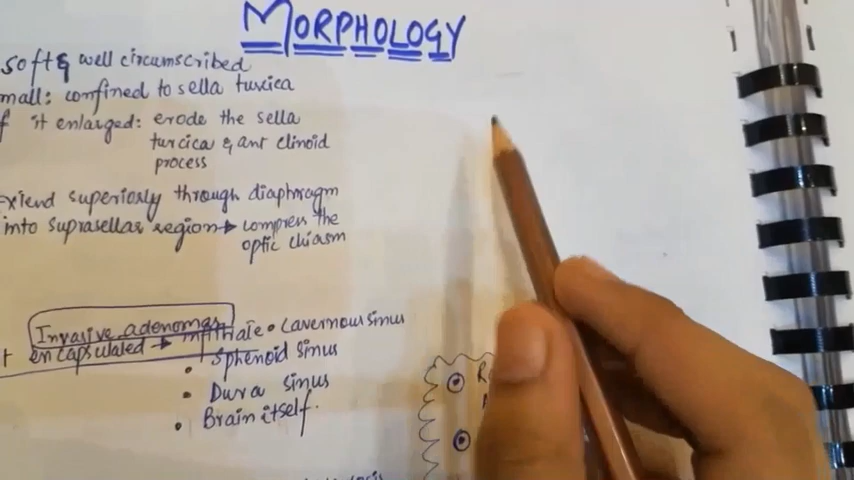 MORPHOLOGY
soft & well circumscribed
mall: confined to sella turcica
f it enlarged: erode the sella
turcica & ant clinoid
process
extend superiorly through diaphragm
into suprasellar region → compress the
optic chiasm
Invasive adenomas
t encapsulated → infiltrate • Cavernous sinus
• Sphenoid sinus
• Dura sinus
• Brain itself.